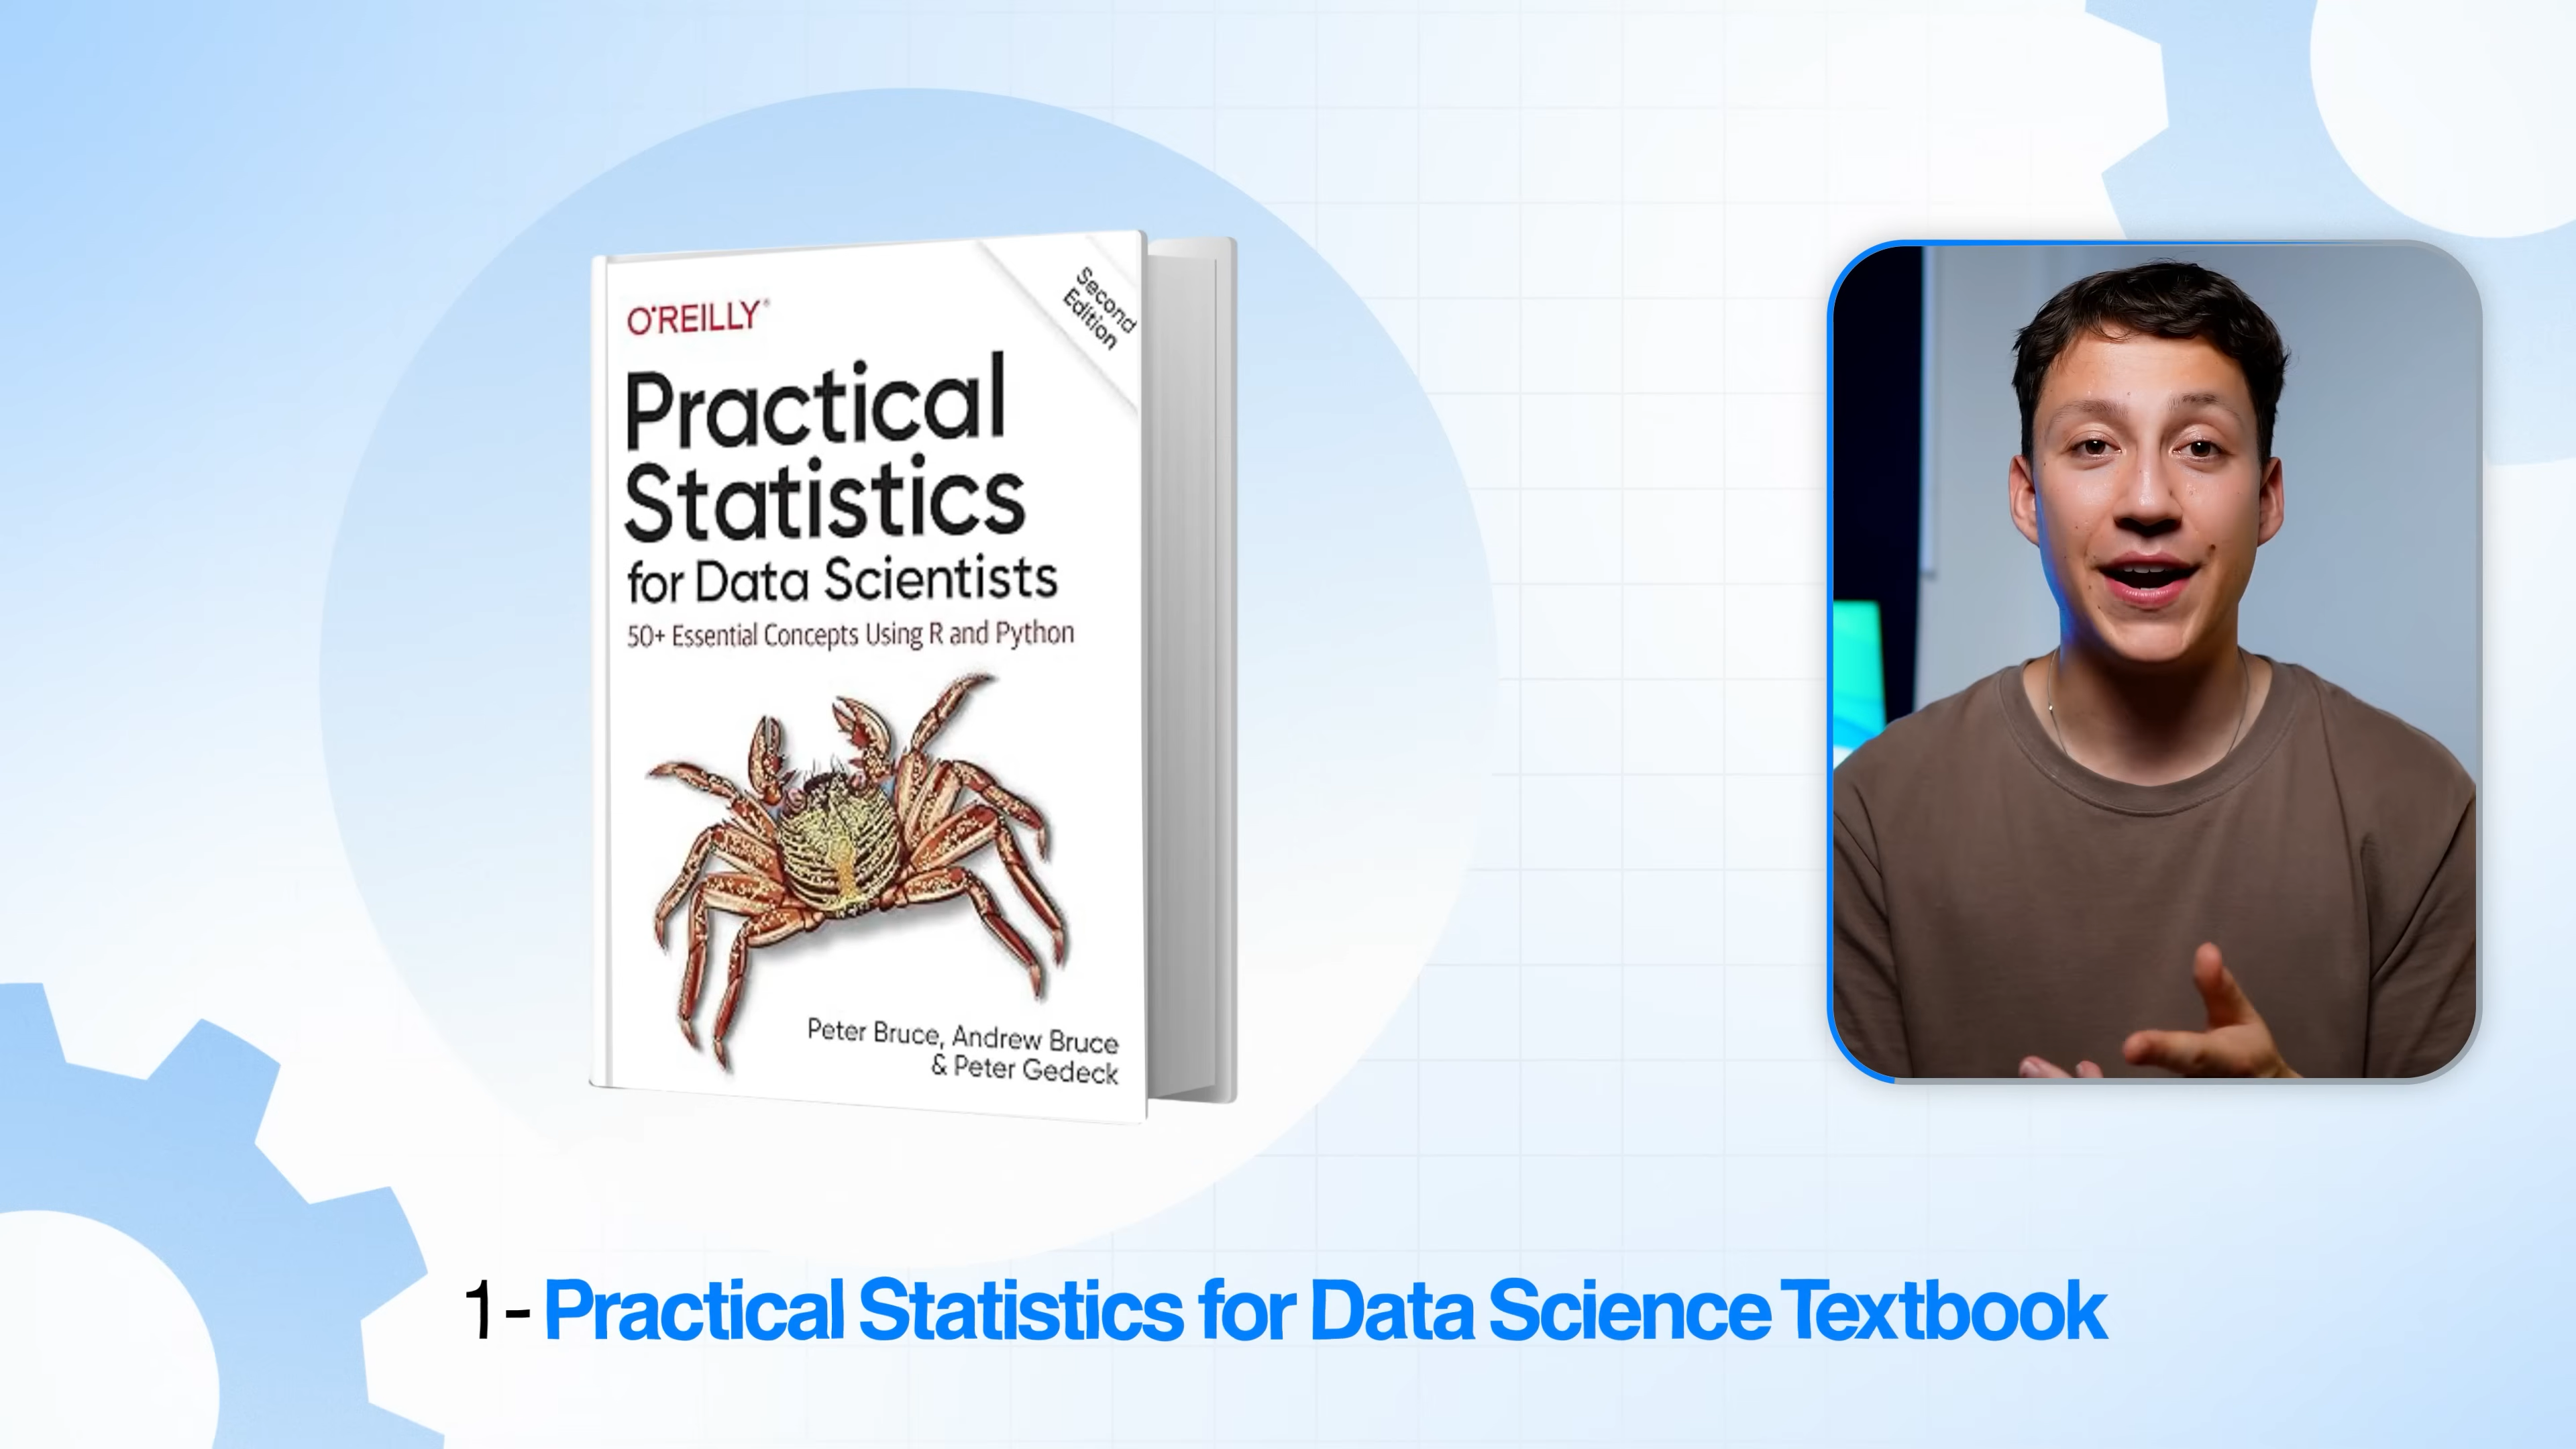 O'REILLY®
Second
Edition
Practical
Statistics
for Data Scientists
50+ Essential Concepts Using R and Python
Peter Bruce, Andrew Bruce
& Peter Gedeck
1- Practical Statistics for Data Science Textbook